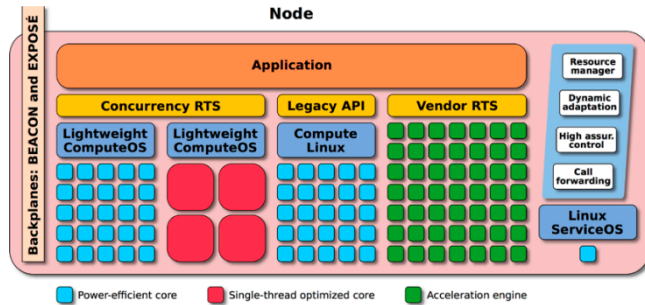 Node
Backplanes: BEACON and EXPOSÉ
Application
Concurrency RTS
Legacy API
Vendor RTS
Lightweight
ComputeOS
Lightweight
ComputeOS
Compute
Linux
Resource
manager
Dynamic
adaptation
High assur.
control
Call
forwarding
Linux
ServiceOS
Power-efficient core
Single-thread optimized core
Acceleration engine